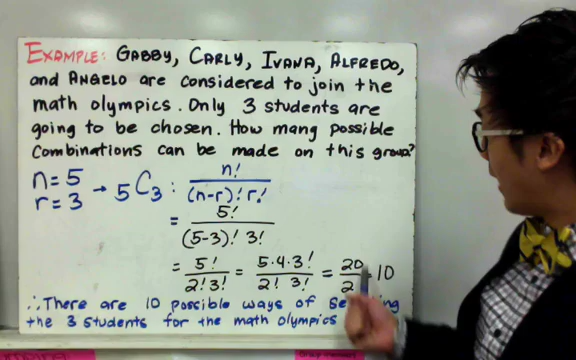 EXAMPLE: GABBY, CARLY, IVANA, ALFREDO,
and ANGELO are considered to join the
math olympics. Only 3 students are
going to be chosen. How many possible
Combinations can be made on this group?
n=5
r=3 → 5C3 : n! / (n-r)! r!
= 5! / (5-3)! 3!
= 5! / 2! 3! = 5·4·3! / 2! 3! = 20 / 2 = 10
∴ There are 10 possible ways of
the 3 students for the math olympics